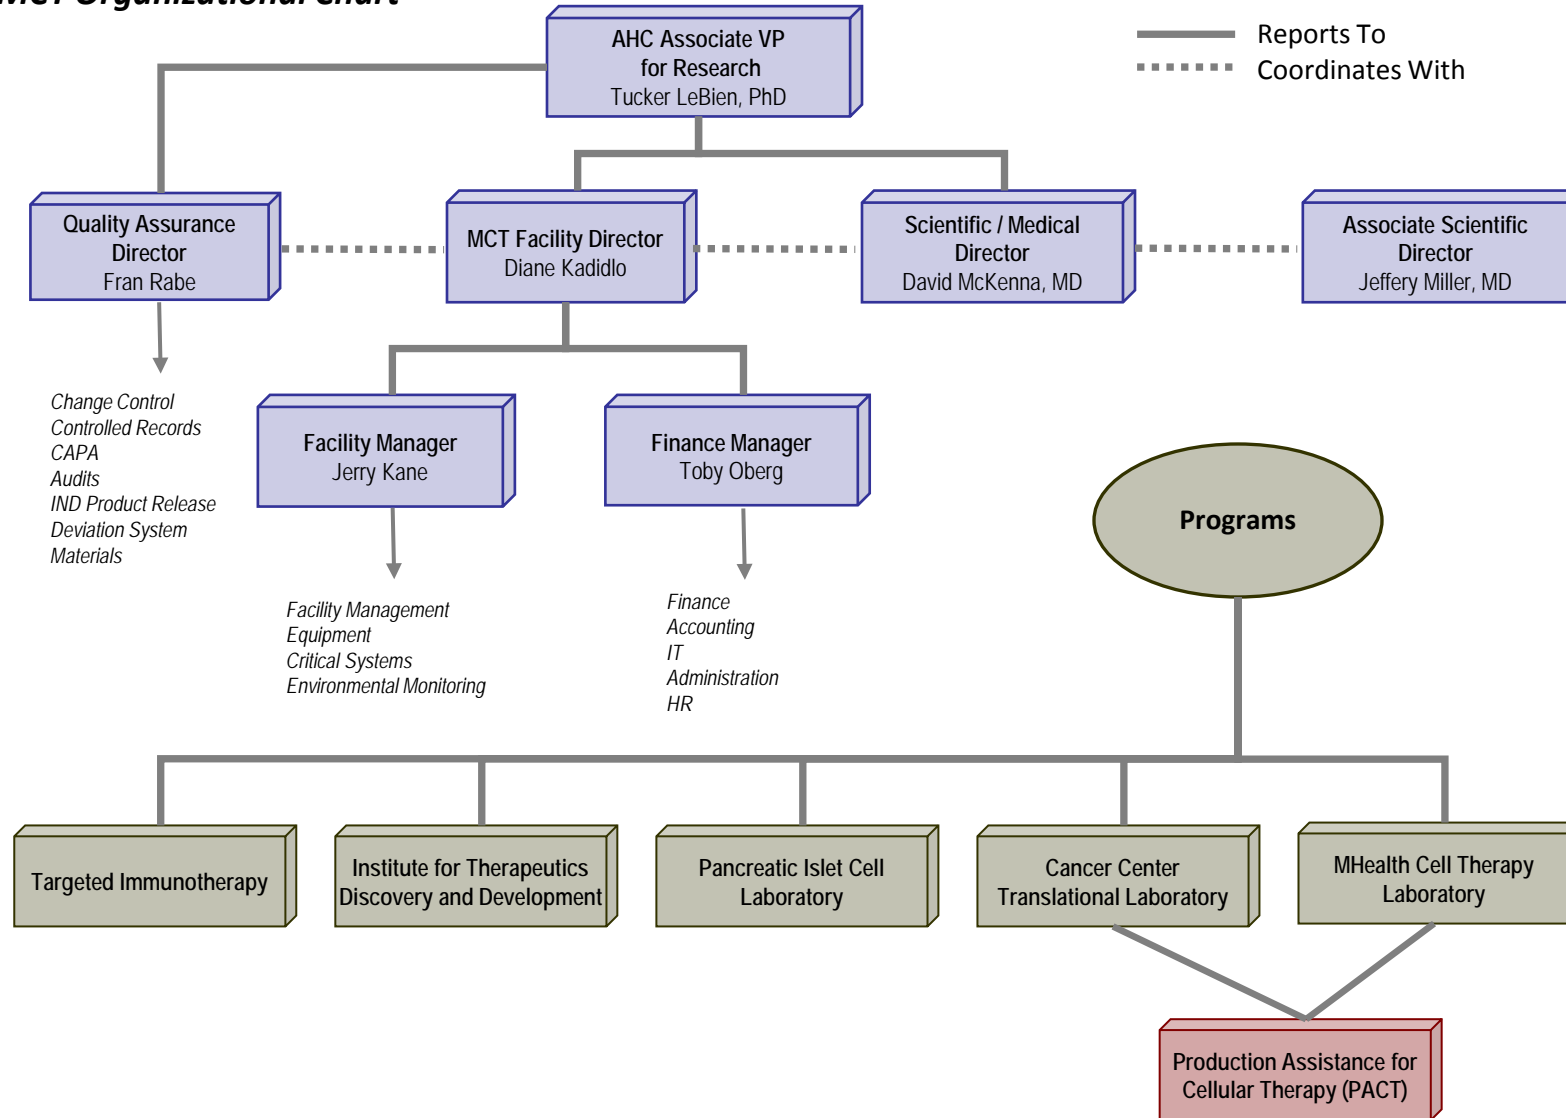 MCT Organizational Chart
AHC Associate VP
for Research
Tucker LeBien, PhD
Reports To
Coordinates With
Quality Assurance
Director
Fran Rabe
MCT Facility Director
Diane Kadidlo
Scientific / Medical
Director
David McKenna, MD
Associate Scientific
Director
Jeffery Miller, MD
Change Control
Controlled Records
CAPA
Audits
IND Product Release
Deviation System
Materials
Facility Manager
Jerry Kane
Finance Manager
Toby Oberg
Facility Management
Equipment
Critical Systems
Environmental Monitoring
Finance
Accounting
IT
Administration
HR
Programs
Targeted Immunotherapy
Institute for Therapeutics
Discovery and Development
Pancreatic Islet Cell
Laboratory
Cancer Center
Translational Laboratory
MHealth Cell Therapy
Laboratory
Production Assistance for
Cellular Therapy (PACT)